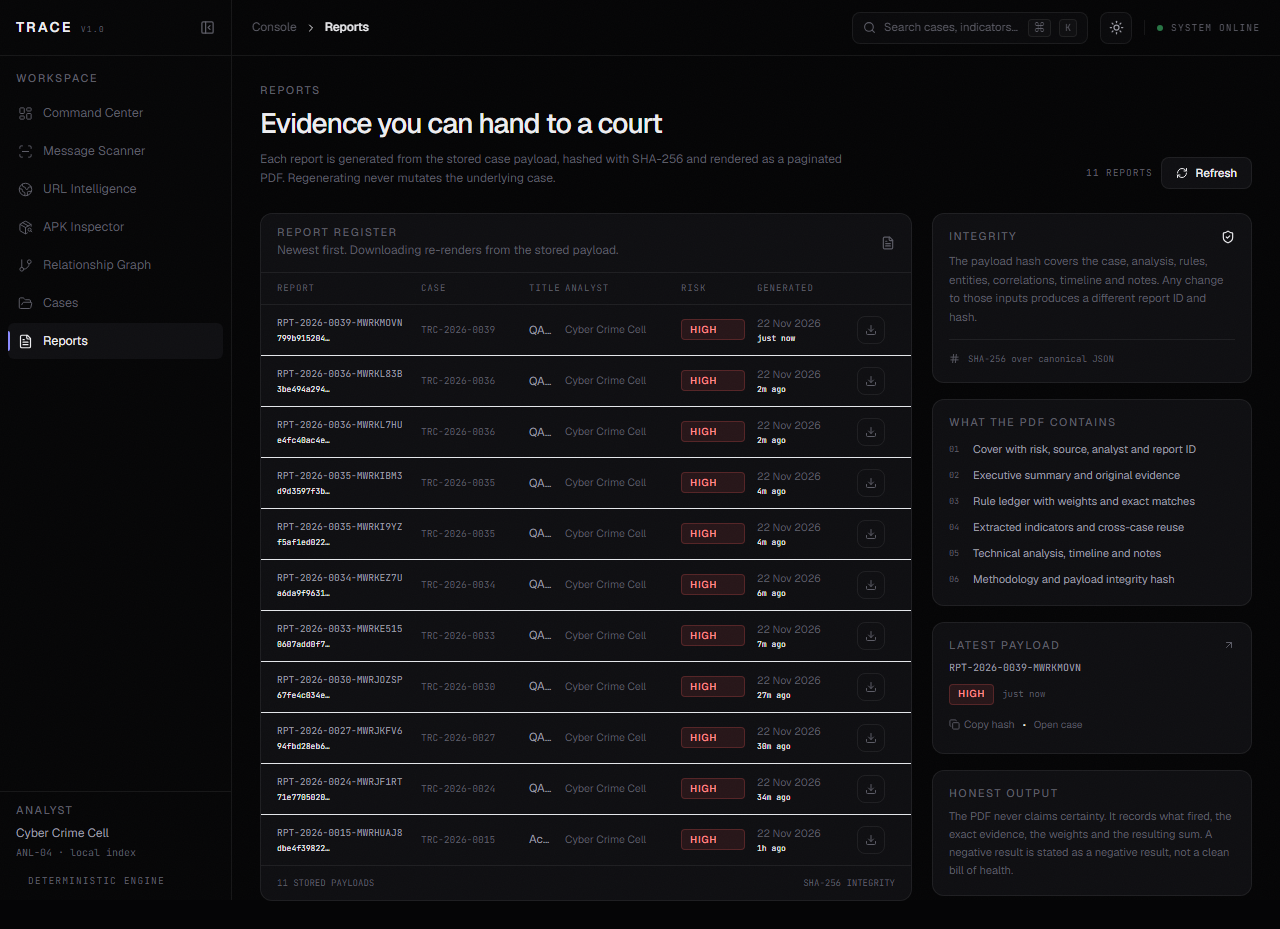 TRACE V1.0
Console > Reports
Search cases, indicators... ⌘ K
SYSTEM ONLINE
WORKSPACE
Command Center
Message Scanner
URL Intelligence
APK Inspector
Relationship Graph
Cases
Reports
ANALYST
Cyber Crime Cell
ANL-04 · local index
DETERMINISTIC ENGINE
REPORTS
Evidence you can hand to a court
Each report is generated from the stored case payload, hashed with SHA-256 and rendered as a paginated
PDF. Regenerating never mutates the underlying case.
11 REPORTS Refresh
REPORT REGISTER
Newest first. Downloading re-renders from the stored payload.
REPORT CASE TITLE ANALYST RISK GENERATED
RPT-2026-0039-MWRKMOVN TRC-2026-0039 QA... Cyber Crime Cell HIGH 22 Nov 2026
799b915204… just now
RPT-2026-0036-MWRKL83B TRC-2026-0036 QA... Cyber Crime Cell HIGH 22 Nov 2026
3be494a294… 2m ago
RPT-2026-0036-MWRKL7HU TRC-2026-0036 QA... Cyber Crime Cell HIGH 22 Nov 2026
e4fc40ac4e… 2m ago
RPT-2026-0035-MWRKIBM3 TRC-2026-0035 QA... Cyber Crime Cell HIGH 22 Nov 2026
d9d3597f3b… 4m ago
RPT-2026-0035-MWRKI9YZ TRC-2026-0035 QA... Cyber Crime Cell HIGH 22 Nov 2026
f5af1ed022… 4m ago
RPT-2026-0034-MWRKEZ7U TRC-2026-0034 QA... Cyber Crime Cell HIGH 22 Nov 2026
a6da9f9631… 6m ago
RPT-2026-0033-MWRKE515 TRC-2026-0033 QA... Cyber Crime Cell HIGH 22 Nov 2026
0607add0f7… 7m ago
RPT-2026-0030-MWRJOZSP TRC-2026-0030 QA... Cyber Crime Cell HIGH 22 Nov 2026
67fe4c034e… 27m ago
RPT-2026-0027-MWRJKFV6 TRC-2026-0027 QA... Cyber Crime Cell HIGH 22 Nov 2026
94fbd28eb6… 30m ago
RPT-2026-0024-MWRJF1RT TRC-2026-0024 QA... Cyber Crime Cell HIGH 22 Nov 2026
71e7705020… 34m ago
RPT-2026-0015-MWRHUAJ8 TRC-2026-0015 Ac... Cyber Crime Cell HIGH 22 Nov 2026
dbe4f39822… 1h ago
11 STORED PAYLOADS SHA-256 INTEGRITY
INTEGRITY
The payload hash covers the case, analysis, rules,
entities, correlations, timeline and notes. Any change
to those inputs produces a different report ID and
hash.
# SHA-256 over canonical JSON
WHAT THE PDF CONTAINS
01 Cover with risk, source, analyst and report ID
02 Executive summary and original evidence
03 Rule ledger with weights and exact matches
04 Extracted indicators and cross-case reuse
05 Technical analysis, timeline and notes
06 Methodology and payload integrity hash
LATEST PAYLOAD
RPT-2026-0039-MWRKMOVN
HIGH just now
Copy hash • Open case
HONEST OUTPUT
The PDF never claims certainty. It records what fired, the
exact evidence, the weights and the resulting sum. A
negative result is stated as a negative result, not a clean
bill of health.